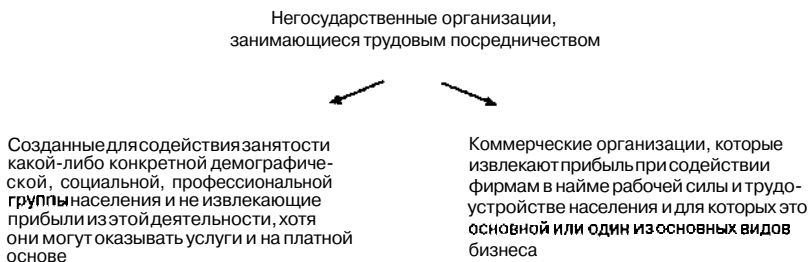 Негосударственные организации,
занимающиеся трудовым посредничеством
Созданные для содействия занятости
какой-либо конкретной демографиче-
ской, социальной, профессиональной
группы населения и не извлекающие
прибыли из этой деятельности, хотя
они могут оказывать услуги и на платной
основе
Коммерческие организации, которые
извлекают прибыль при содействии
фирмам в найме рабочей силы и трудо-
устройстве населения и для которых это
основной или один из основных видов
бизнеса